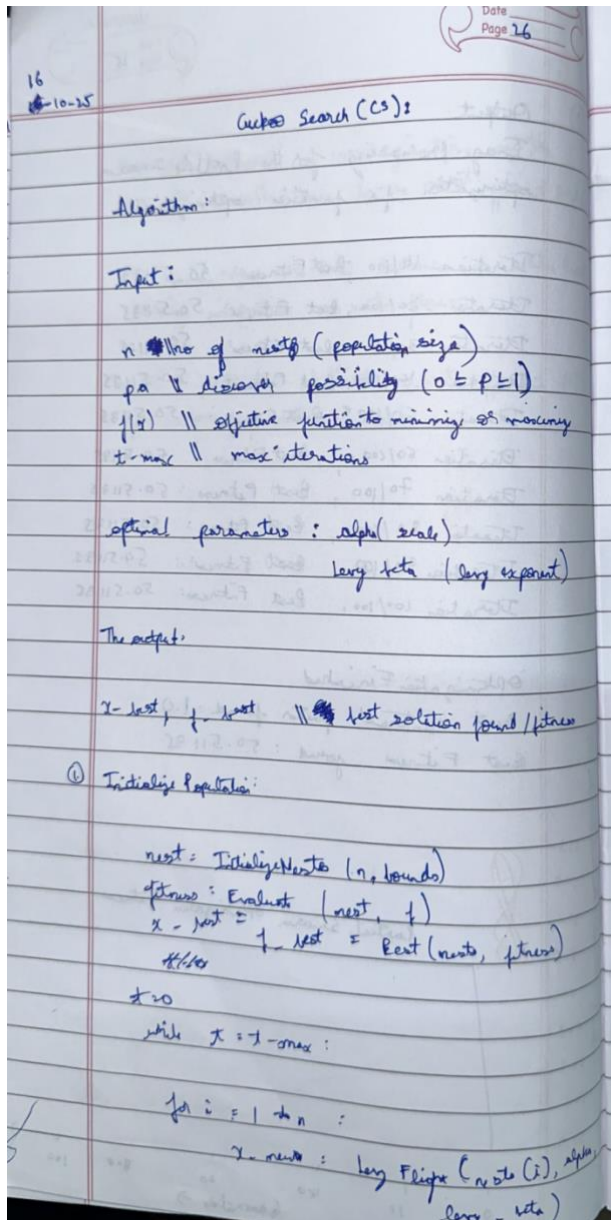 Date
Page 26
16
-10-25
Cuckoo Search (CS):
Algorithm:
Input:
n \\ no of nests (population size)
pa \\ discover possibility (0 ≤ p ≤ 1)
f(x) \\ objective function to minimiz or maximiz
t-max \\ max iterations
optimal parameters : alpha (scale)
Levy beta (levy exponent)
The output:
x-best, f-best \\ best solution found / fitness
① Initialize Population:
nest = InitializeNests (n, bounds)
fitness = Evaluate (nest, f)
x-best =
f-best = Best (nests, fitness)
t=0
while t = t-max :
for i = 1 to n :
x-new : Levy Flight (nests (i), alpha,
levy-beta)